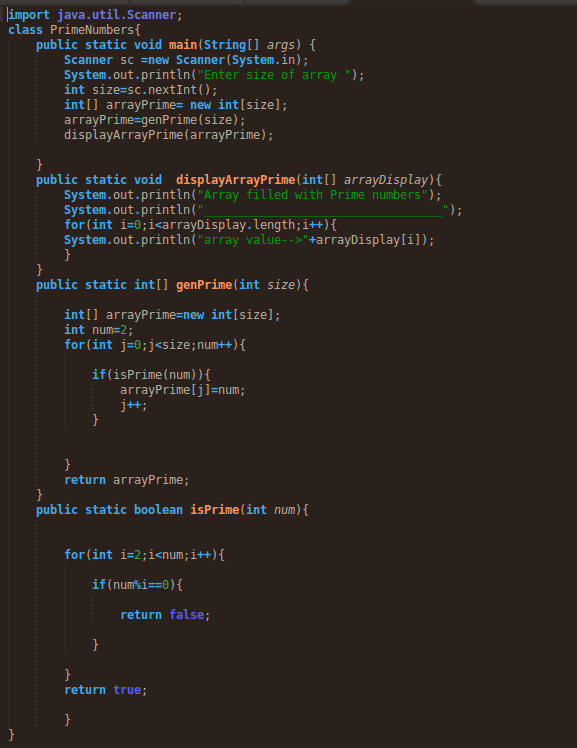 import java.util.Scanner;
class PrimeNumbers{
    public static void main(String[] args) {
        Scanner sc =new Scanner(System.in);
        System.out.println("Enter size of array ");
        int size=sc.nextInt();
        int[] arrayPrime= new int[size];
        arrayPrime=genPrime(size);
        displayArrayPrime(arrayPrime);
    }
    public static void  displayArrayPrime(int[] arrayDisplay){
        System.out.println("Array filled with Prime numbers");
        System.out.println("__________________________________");
        for(int i=0;i<arrayDisplay.length;i++){
        System.out.println("array value-->"+arrayDisplay[i]);
        }
    }
    public static int[] genPrime(int size){
        int[] arrayPrime=new int[size];
        int num=2;
        for(int j=0;j<size;num++){
            if(isPrime(num)){
                arrayPrime[j]=num;
                j++;
            }
        }
        return arrayPrime;
    }
    public static boolean isPrime(int num){
        for(int i=2;i<num;i++){
            if(num%i==0){
                return false;
            }
        }
        return true;
        }
}